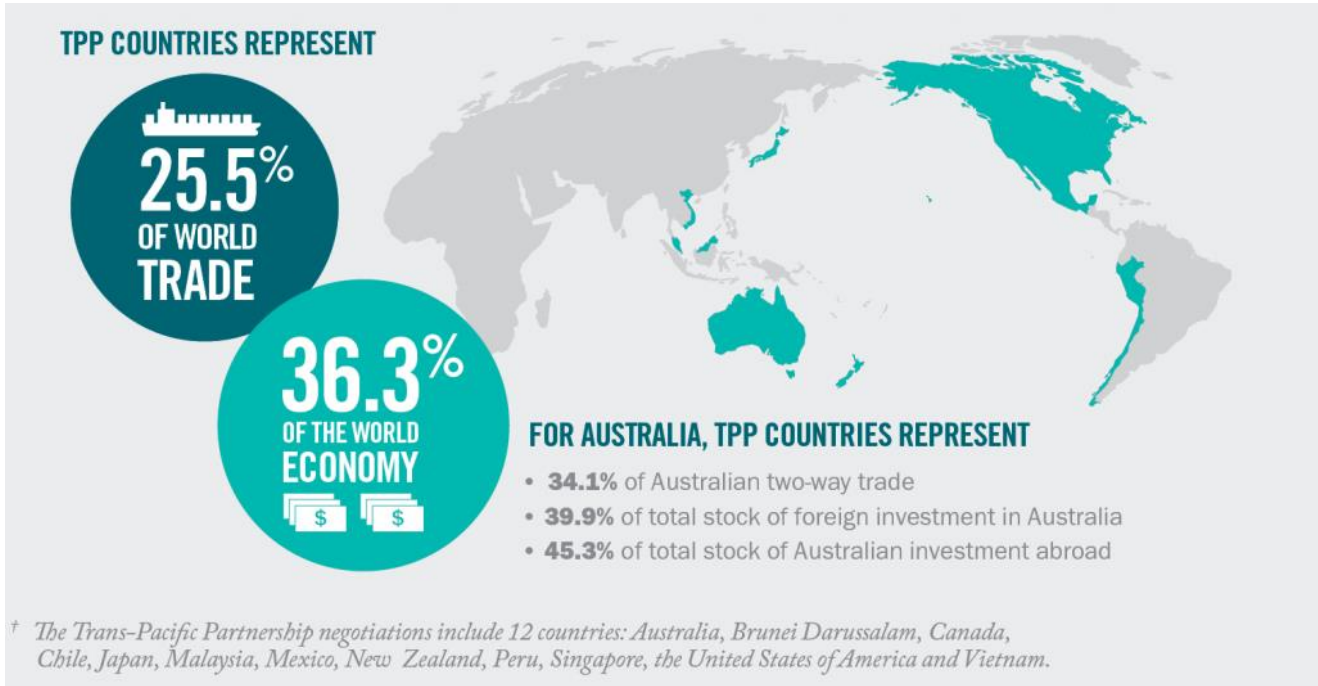 TPP COUNTRIES REPRESENT
25.5%
OF WORLD
TRADE
36.3%
OF THE WORLD
ECONOMY
$ $
FOR AUSTRALIA, TPP COUNTRIES REPRESENT
• 34.1% of Australian two-way trade
• 39.9% of total stock of foreign investment in Australia
• 45.3% of total stock of Australian investment abroad
† The Trans-Pacific Partnership negotiations include 12 countries: Australia, Brunei Darussalam, Canada,
Chile, Japan, Malaysia, Mexico, New Zealand, Peru, Singapore, the United States of America and Vietnam.